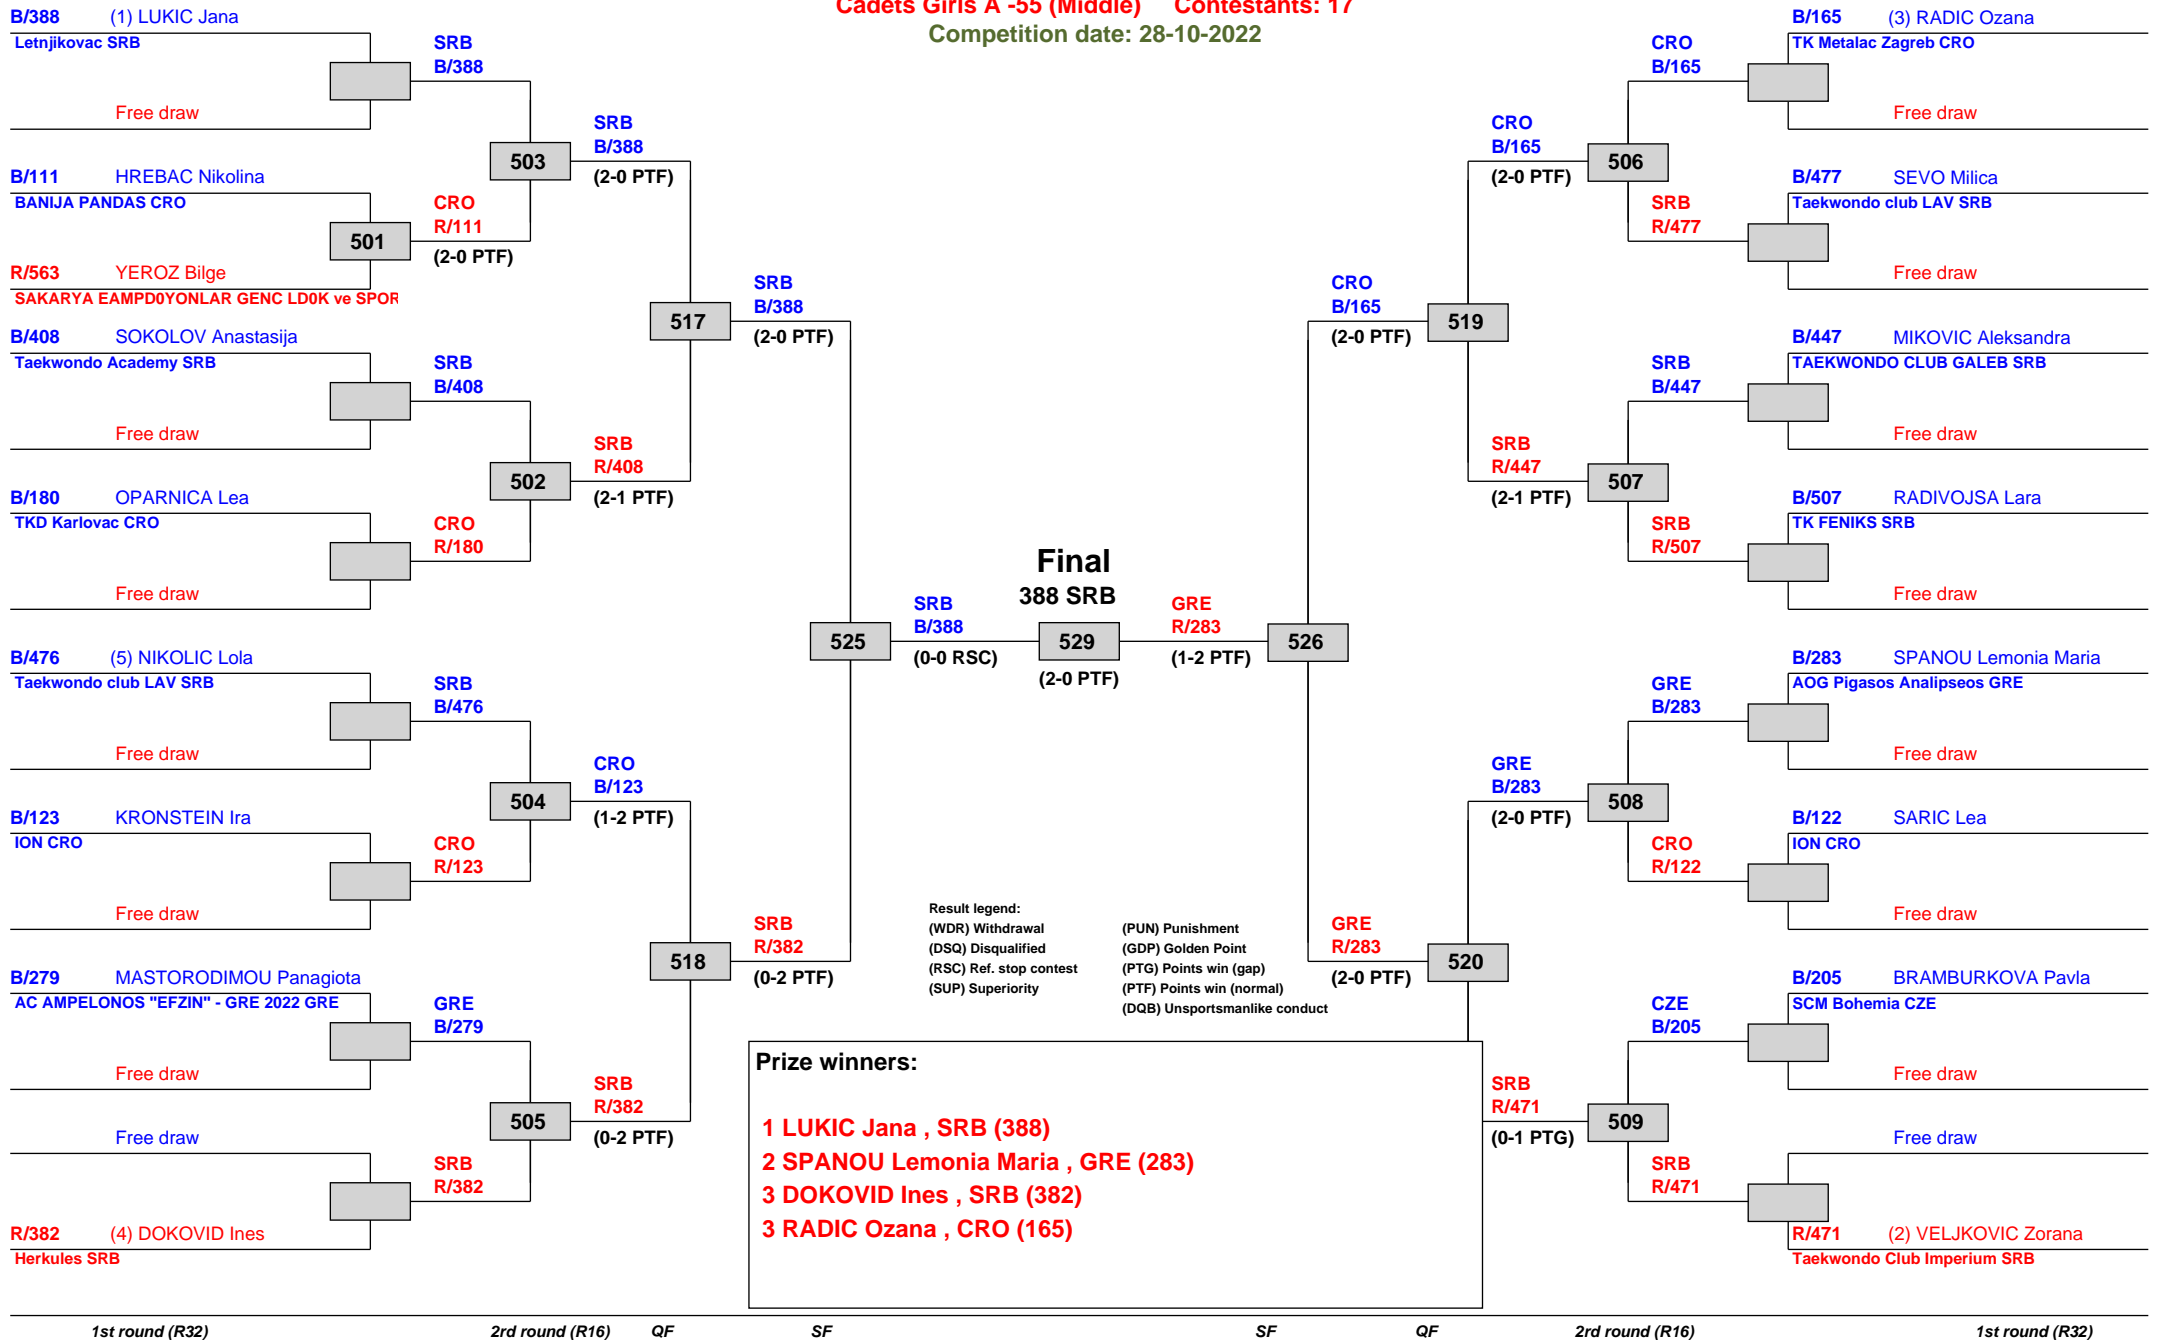 Cadets Girls A -55 (Middle) Contestants: 17
Competition date: 28-10-2022
B/388 (1) LUKIC Jana
Letnjikovac SRB
Free draw
B/111 HREBAC Nikolina
BANIJA PANDAS CRO
R/563 YEROZ Bilge
SAKARYA EAMPD0YONLAR GENC LD0K ve SPOR
B/408 SOKOLOV Anastasija
Taekwondo Academy SRB
Free draw
B/180 OPARNICA Lea
TKD Karlovac CRO
Free draw
B/476 (5) NIKOLIC Lola
Taekwondo club LAV SRB
Free draw
B/123 KRONSTEIN Ira
ION CRO
Free draw
B/279 MASTORODIMOU Panagiota
AC AMPELONOS "EFZIN" - GRE 2022 GRE
Free draw
Free draw
R/382 (4) DOKOVID Ines
Herkules SRB
501
SRB
B/388
CRO
R/111
(2-0 PTF)
SRB
B/408
CRO
R/180
SRB
B/476
CRO
R/123
GRE
B/279
SRB
R/382
503
502
504
505
SRB
B/388
(2-0 PTF)
SRB
R/408
(2-1 PTF)
CRO
B/123
(1-2 PTF)
SRB
R/382
(0-2 PTF)
517
518
SRB
B/388
(2-0 PTF)
SRB
R/382
(0-2 PTF)
525
SRB
B/388
(0-0 RSC)
Final
388 SRB
529
(2-0 PTF)
GRE
R/283
(1-2 PTF)
526
CRO
B/165
(2-0 PTF)
GRE
R/283
(2-0 PTF)
519
520
CRO
B/165
(2-0 PTF)
SRB
R/447
(2-1 PTF)
GRE
B/283
(2-0 PTF)
SRB
R/471
(0-1 PTG)
506
507
508
509
CRO
B/165
SRB
R/477
SRB
B/447
SRB
R/507
GRE
B/283
CRO
R/122
CZE
B/205
SRB
R/471
B/165 (3) RADIC Ozana
TK Metalac Zagreb CRO
Free draw
B/477 SEVO Milica
Taekwondo club LAV SRB
Free draw
B/447 MIKOVIC Aleksandra
TAEKWONDO CLUB GALEB SRB
Free draw
B/507 RADIVOJSA Lara
TK FENIKS SRB
Free draw
B/283 SPANOU Lemonia Maria
AOG Pigasos Analipseos GRE
Free draw
B/122 SARIC Lea
ION CRO
Free draw
B/205 BRAMBURKOVA Pavla
SCM Bohemia CZE
Free draw
Free draw
R/471 (2) VELJKOVIC Zorana
Taekwondo Club Imperium SRB
Result legend:
(WDR) Withdrawal (PUN) Punishment
(DSQ) Disqualified (GDP) Golden Point
(RSC) Ref. stop contest (PTG) Points win (gap)
(SUP) Superiority (PTF) Points win (normal)
(DQB) Unsportsmanlike conduct
Prize winners:
1 LUKIC Jana , SRB (388)
2 SPANOU Lemonia Maria , GRE (283)
3 DOKOVID Ines , SRB (382)
3 RADIC Ozana , CRO (165)
1st round (R32) 2rd round (R16) QF SF SF QF 2rd round (R16) 1st round (R32)